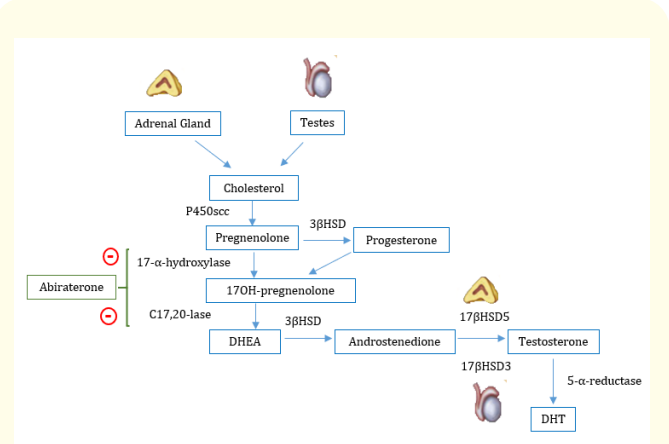 Adrenal Gland
Testes
Cholesterol
P450scc
3βHSD
Pregnenolone
Progesterone
17-α-hydroxylase
Abiraterone
17OH-pregnenolone
C17,20-lase
3βHSD
17βHSD5
DHEA
Androstenedione
Testosterone
17βHSD3
5-α-reductase
DHT